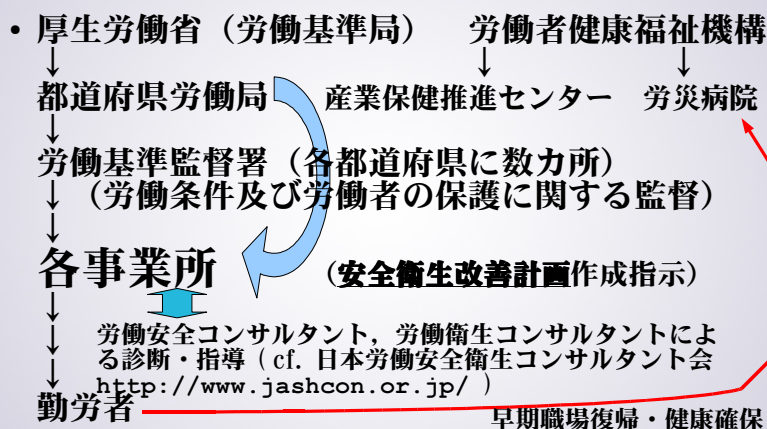 • 厚生労働省（労働基準局） 労働者健康福祉機構
↓ ↓ ↓
都道府県労働局 産業保健推進センター 労災病院
↓
労働基準監督署（各都道府県に数カ所）
↓ （労働条件及び労働者の保護に関する監督）
↓
各事業所 （安全衛生改善計画作成指示）
↓
↓ 労働安全コンサルタント，労働衛生コンサルタントによ
る診断・指導（cf. 日本労働安全衛生コンサルタント会
↓ http://www.jashcon.or.jp/ ）
勤労者
早期職場復帰・健康確保